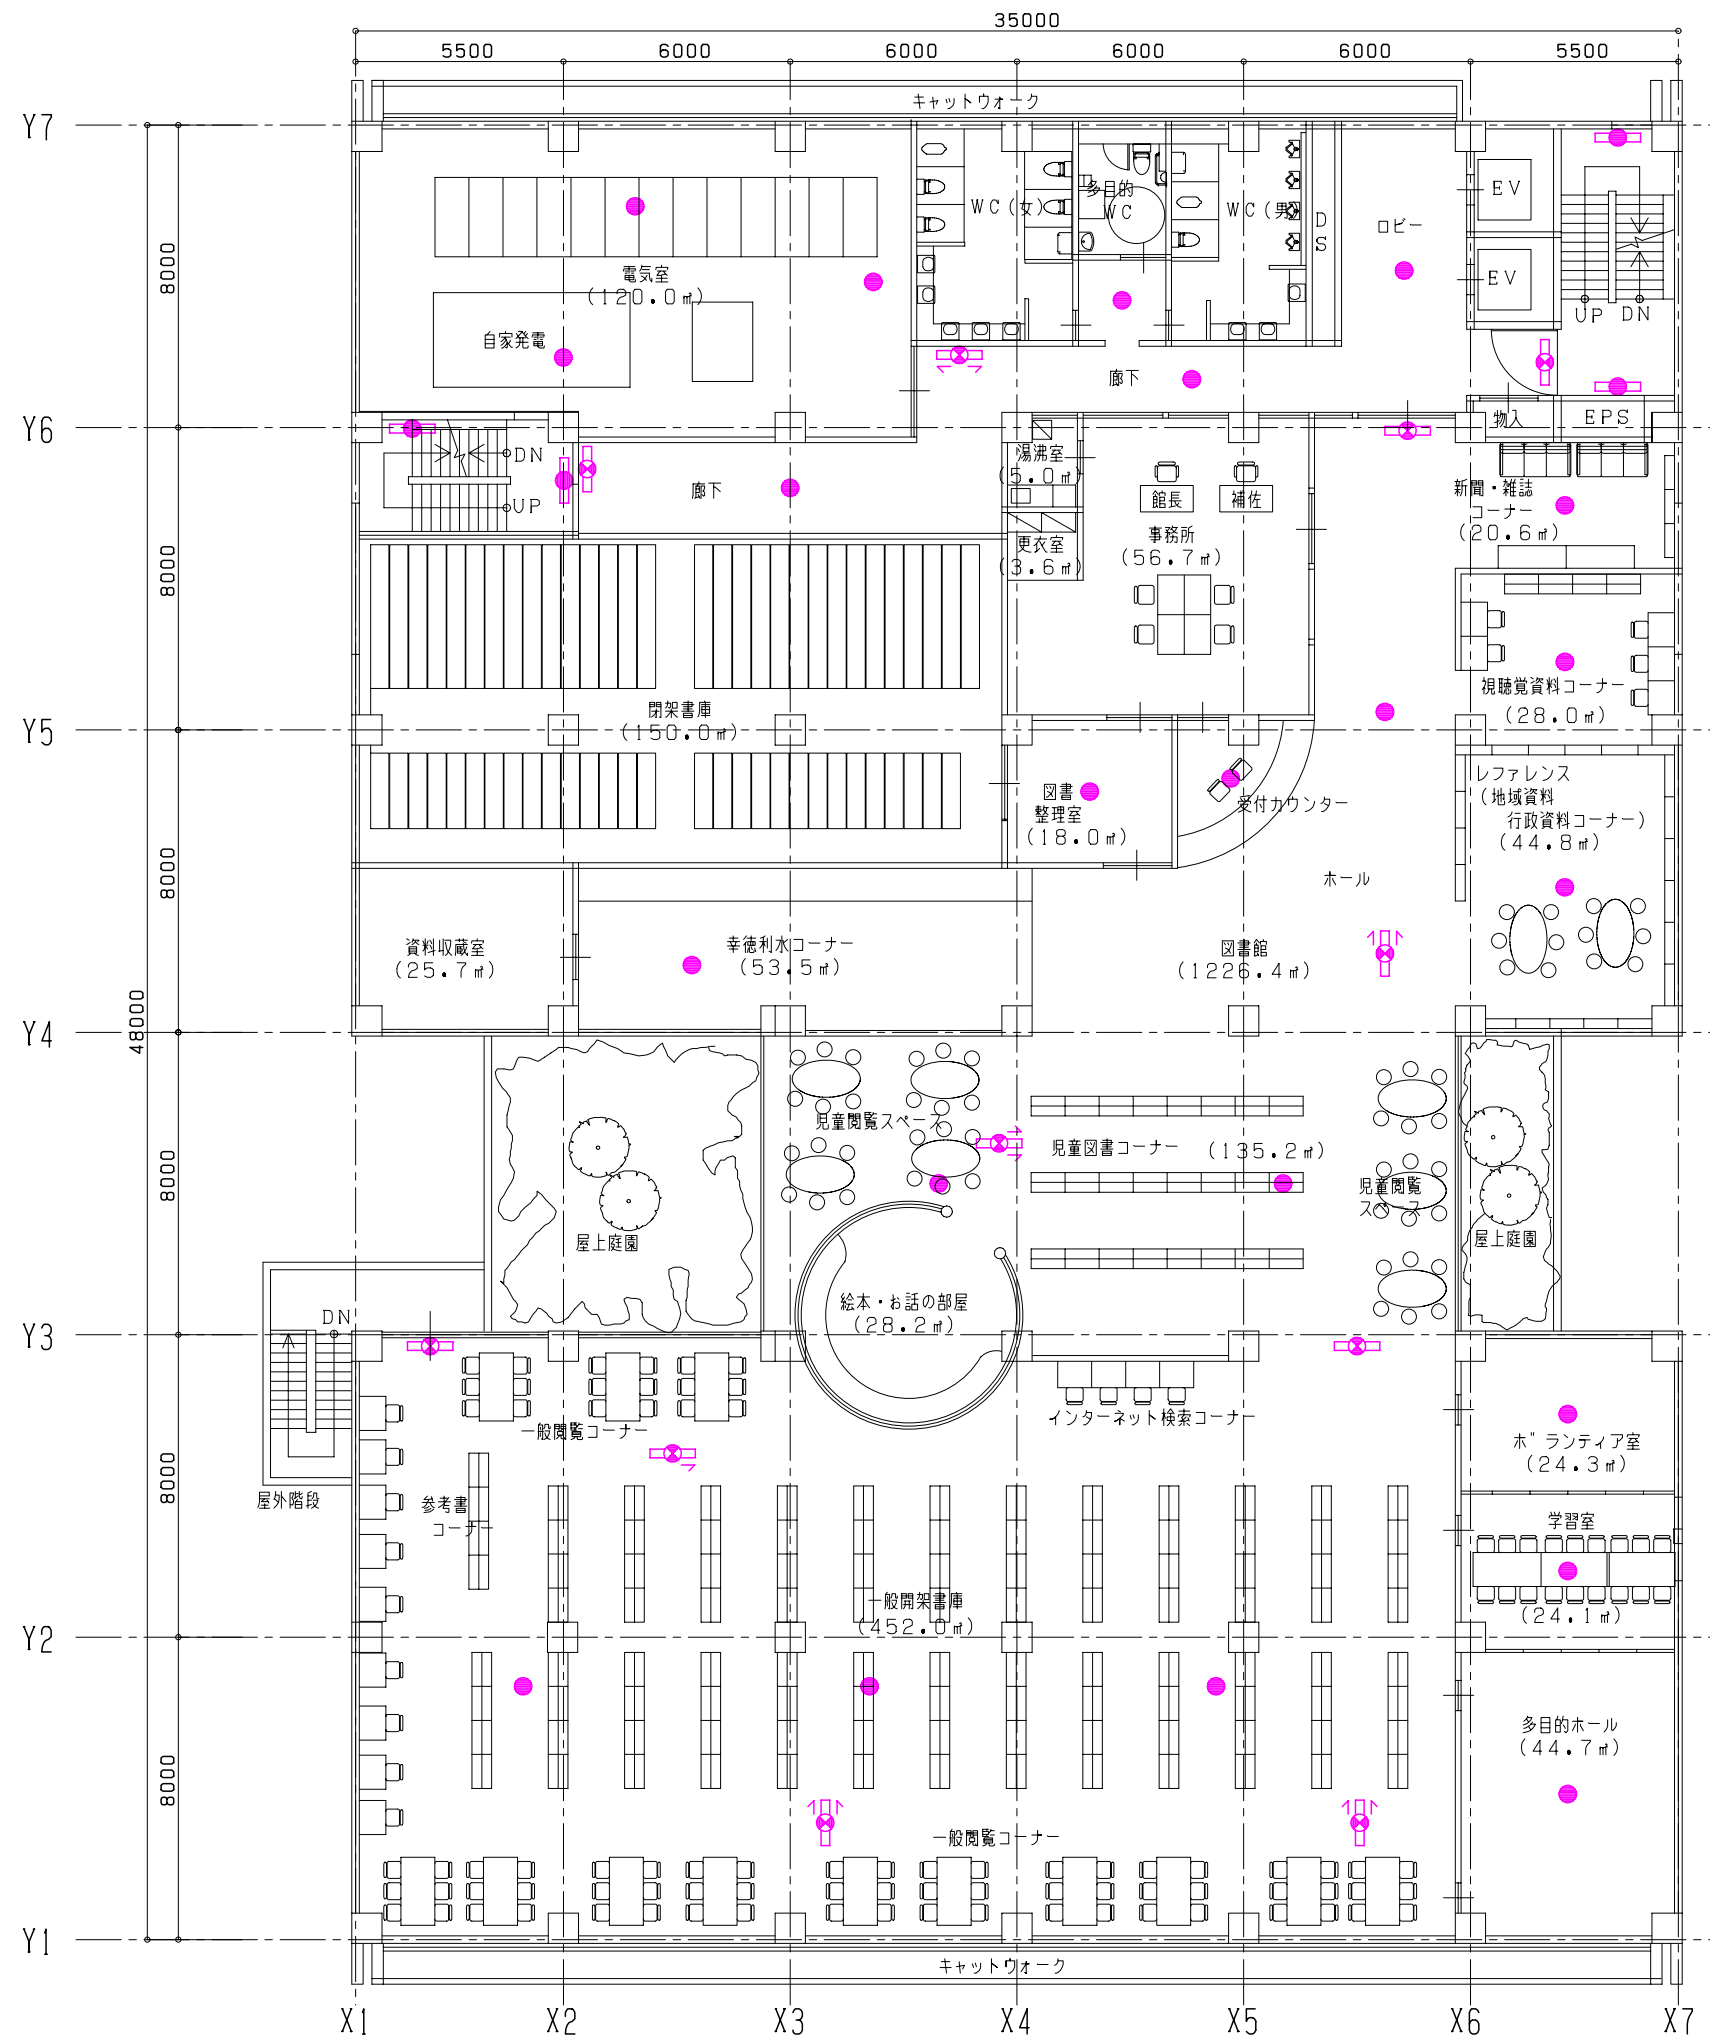 35000
5500 6000 6000 6000 6000 5500
キャットウォーク
Y7
EV
多目的
WC
WC(女)
WC(男)
DS
ロビー
8000
電気室
(120.0㎡)
EV
UP DN
自家発電
廊下
Y6
物入
EPS
DN
湯沸室
(5.0㎡)
廊下
館長
補佐
新聞・雑誌
コーナー
(20.6㎡)
UP
事務所
(56.7㎡)
更衣室
(3.6㎡)
8000
視聴覚資料コーナー
(28.0㎡)
閉架書庫
(150.0㎡)
Y5
レファレンス
(地域資料
行政資料コーナー)
(44.8㎡)
図書
整理室
(18.0㎡)
受付カウンター
8000
ホール
資料収蔵室
(25.7㎡)
幸徳利水コーナー
(53.5㎡)
図書館
(1226.4㎡)
48000
Y4
児童閲覧スペース
児童図書コーナー (135.2㎡)
8000
児童閲覧
スペース
屋上庭園
屋上庭園
絵本・お話の部屋
(28.2㎡)
DN
Y3
インターネット検索コーナー
一般閲覧コーナー
ボランティア室
(24.3㎡)
8000
屋外階段
参考書
コーナー
学習室
(24.1㎡)
一般開架書庫
(452.0㎡)
Y2
多目的ホール
(44.7㎡)
8000
一般閲覧コーナー
Y1
キャットウォーク
X1 X2 X3 X4 X5 X6 X7